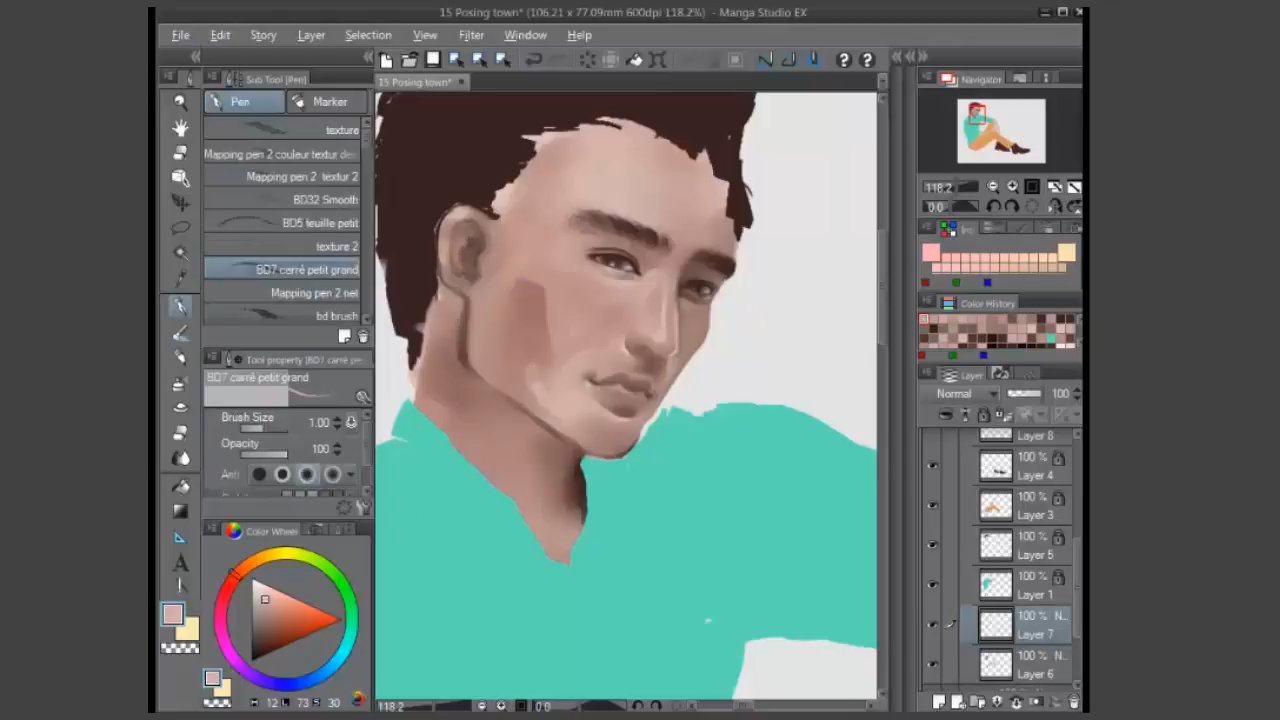 15 Posing town* (106.21 x 77.09mm 600dpi 118.2%) - Manga Studio EX
File Edit Story Layer Selection View Filter Window Help
Sub Tool [Pen]
Pen Marker
texture
Mapping pen 2 couleur textur de
Mapping pen 2 textur 2
BD32 Smooth
BD5 feuille petit
texture 2
BD7 carré petit grand
Mapping pen 2 net
bd brush
Tool property [BD7 carré pe
BD7 carré petit grand
Brush Size 1.00
Opacity 100
Anti
Color Wheel
H 12 L 73 S 30
15 Posing town*
118.2 0.0
Navigator
118.2
0.0
Color History
Layer
Normal 100
Layer 8
100 %
Layer 4
100 %
Layer 3
100 %
Layer 5
100 %
Layer 1
100 % N..
Layer 7
100 % N..
Layer 6